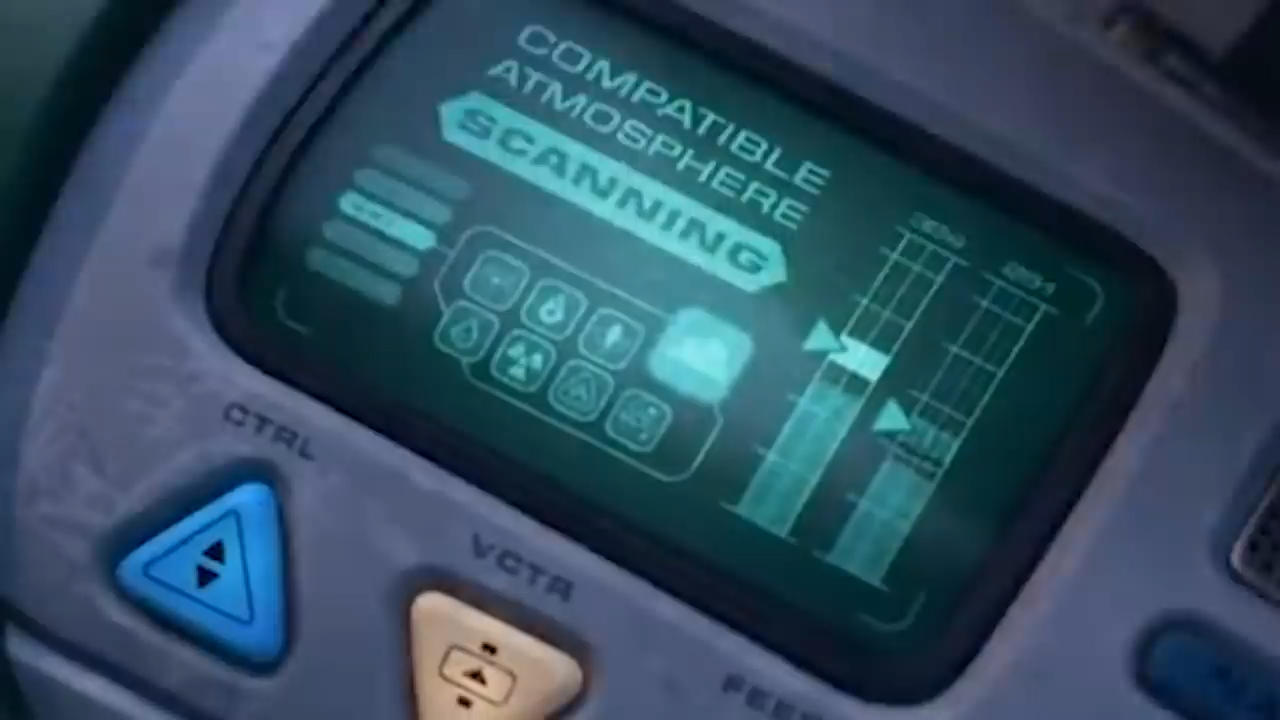 COMPATIBLE
ATMOSPHERE
SCANNING
CTRL
VCTR